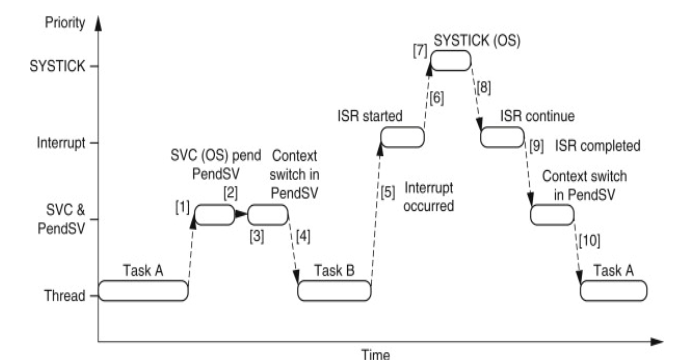 Priority
SYSTICK (OS)
[7]
SYSTICK
[8]
[6]
ISR started
ISR continue
Interrupt
[9] ISR completed
SVC (OS) pend
PendSV
Context
switch in
PendSV
Context switch
in PendSV
[5] Interrupt
occurred
[2]
[1]
SVC &
PendSV
[3]
[4]
[10]
Task A
Task B
Task A
Thread
Time